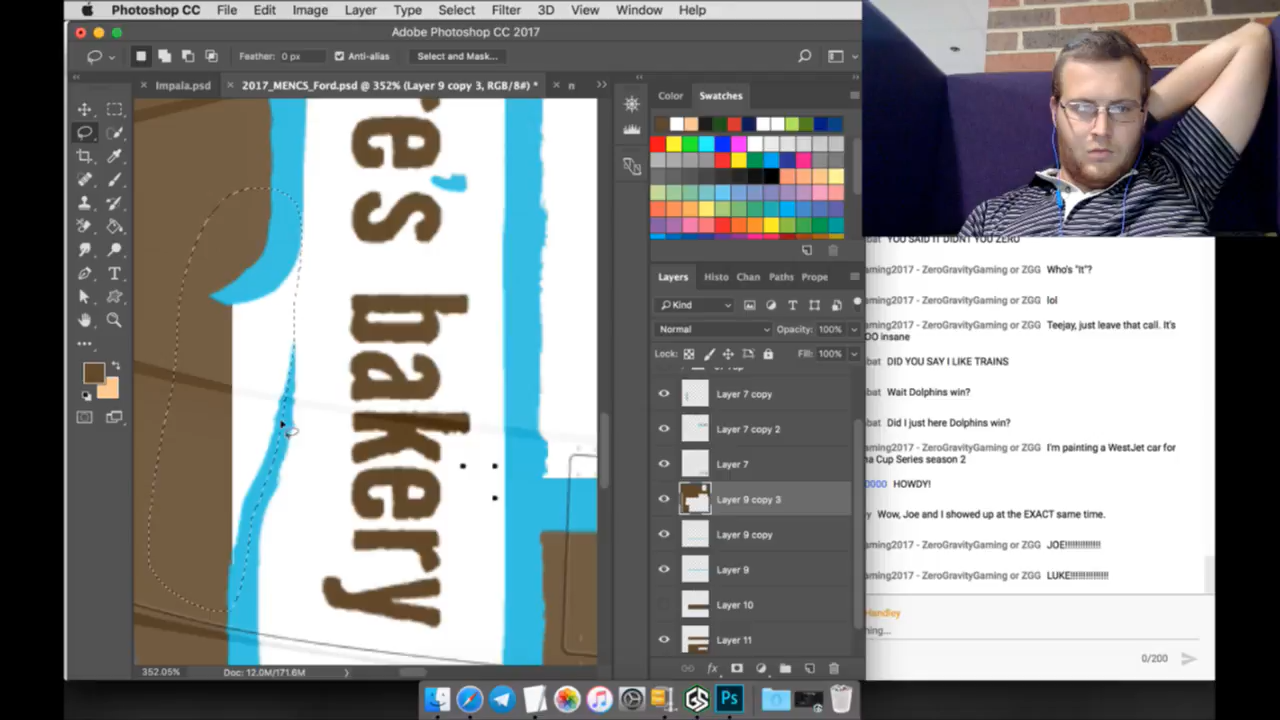 Photoshop CC File Edit Image Layer Type Select Filter 3D View Window Help
Adobe Photoshop CC 2017
Feather: 0 px Anti-alias Select and Mask...
Impala.psd 2017_MENCS_Ford.psd @ 352% (Layer 9 copy 3, RGB/8#) * n
Color Swatches
e's bakery
Layers Histo Chan Paths Prope
Kind
Normal Opacity: 100%
Lock: Fill: 100%
Layer 7 copy
Layer 7 copy 2
Layer 7
Layer 9 copy 3
Layer 9 copy
Layer 9
Layer 10
Layer 11
352.05% Doc: 12.0M/171.6M
bat YOU SAID IT DIDNT YOU ZERO
aming2017 - ZeroGravityGaming or ZGG Who's "It"?
aming2017 - ZeroGravityGaming or ZGG lol
aming2017 - ZeroGravityGaming or ZGG Teejay, just leave that call. It's
OO insane
bat DID YOU SAY I LIKE TRAINS
bat Wait Dolphins win?
bat Did I just here Dolphins win?
aming2017 - ZeroGravityGaming or ZGG I'm painting a WestJet car for
na Cup Series season 2
0000 HOWDY!
y Wow, Joe and I showed up at the EXACT same time.
aming2017 - ZeroGravityGaming or ZGG JOE!!!!!!!!!!!!!!!
aming2017 - ZeroGravityGaming or ZGG LUKE!!!!!!!!!!!!!!!!
Handley
hing...
0/200
Ps